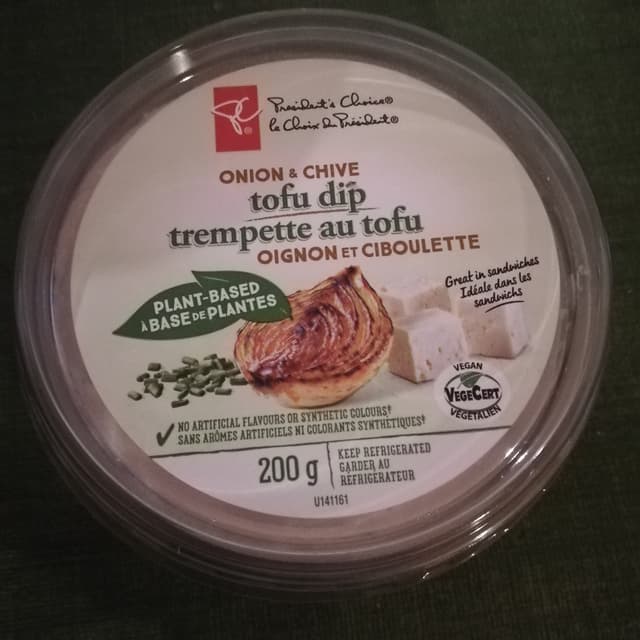 President's Choice®
le Choix du Président®
ONION & CHIVE
tofu dip
trempette au tofu
OIGNON ET CIBOULETTE
Great in sandwiches
Idéale dans les
sandwichs
PLANT-BASED
À BASE DE PLANTES
VEGAN
VEGECERT
VÉGÉTALIEN
NO ARTIFICIAL FLAVOURS OR SYNTHETIC COLOURS‡
SANS ARÔMES ARTIFICIELS NI COLORANTS SYNTHÉTIQUES‡
200 g
KEEP REFRIGERATED
GARDER AU
RÉFRIGÉRATEUR
U141161